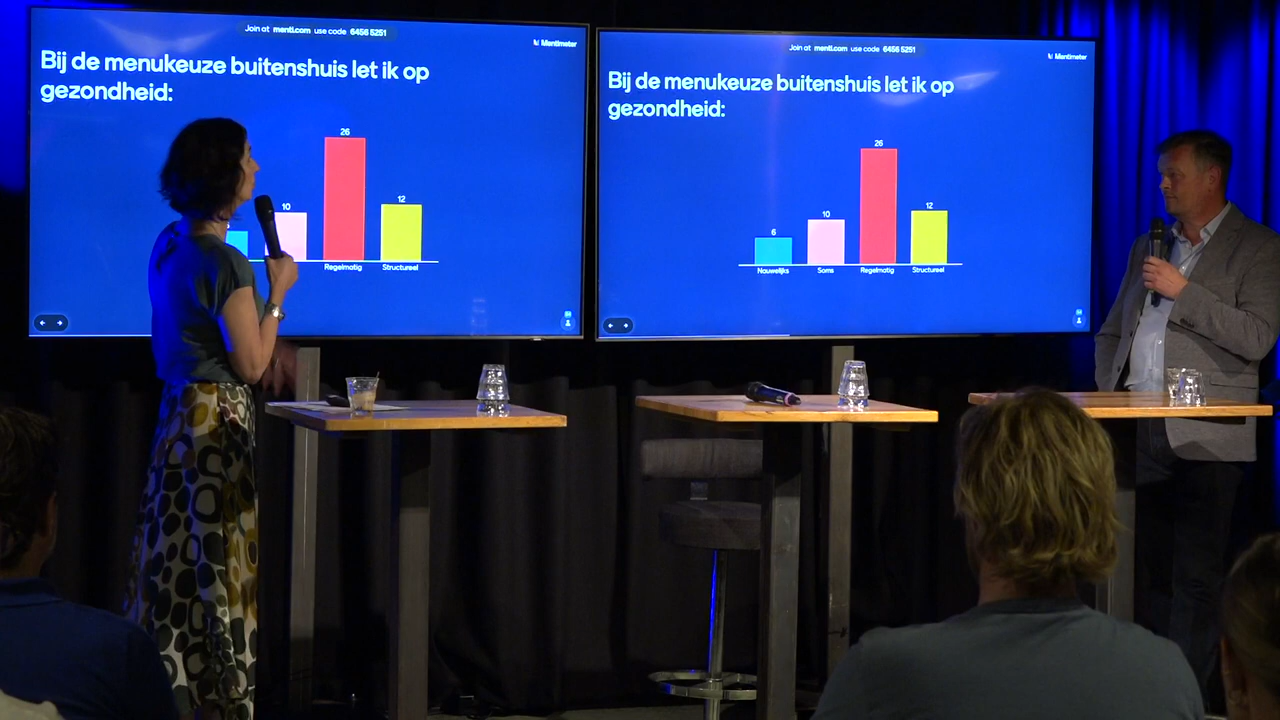 Join at menti.com use code 6456 5251
Mentimeter
Bij de menukeuze buitenshuis let ik op
gezondheid:
26
12
10
Regelmatig
Structureel
Join at menti.com use code 6456 5251
Mentimeter
Bij de menukeuze buitenshuis let ik op
gezondheid:
26
12
10
6
Nauwelijks
Soms
Regelmatig
Structureel